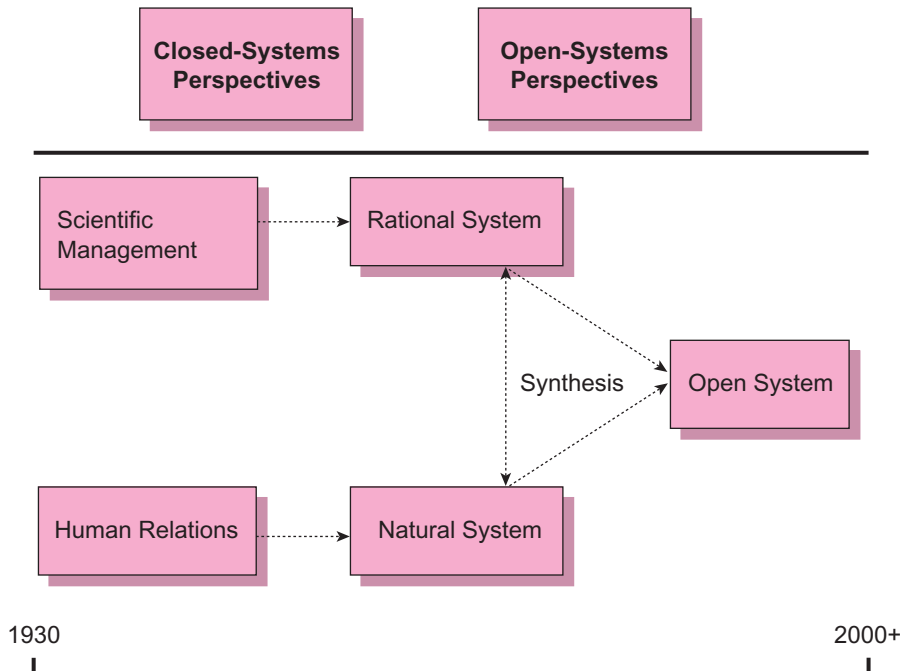 Closed-Systems
Perspectives
Open-Systems
Perspectives
Scientific
Management
Rational System
Synthesis
Open System
Human Relations
Natural System
1930
2000+